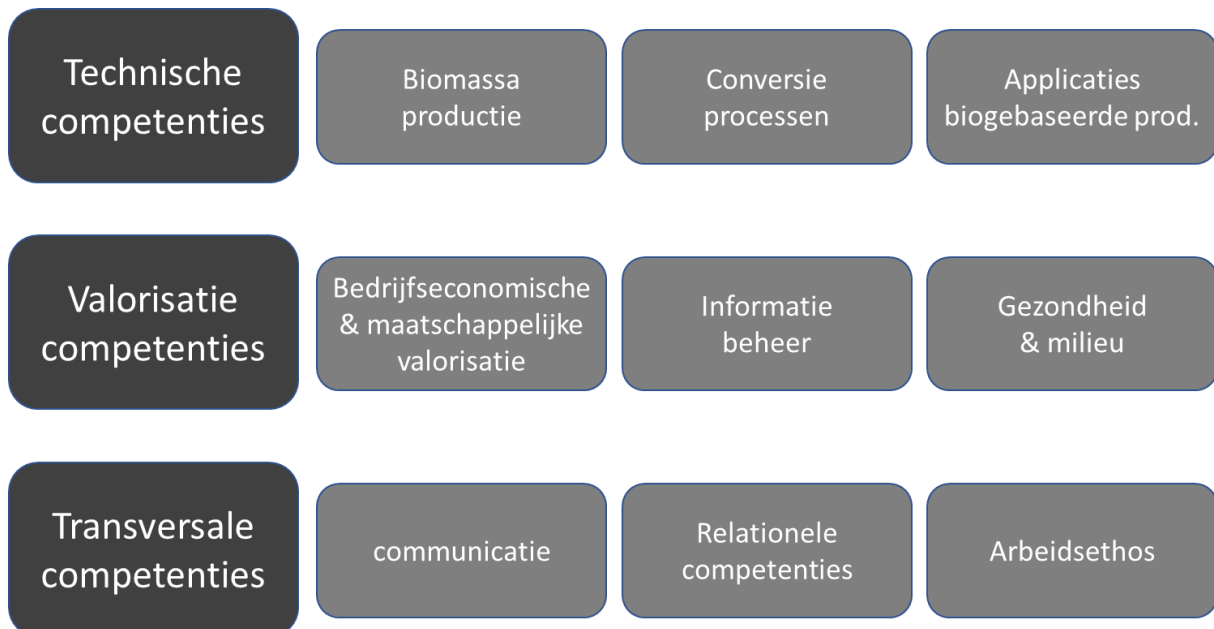 Technische
competenties
Biomassa
productie
Conversie
processen
Applicaties
biogebaseerde prod.
Valorisatie
competenties
Bedrijfseconomische
& maatschappelijke
valorisatie
Informatie
beheer
Gezondheid
& milieu
Transversale
competenties
communicatie
Relationele
competenties
Arbeidsethos